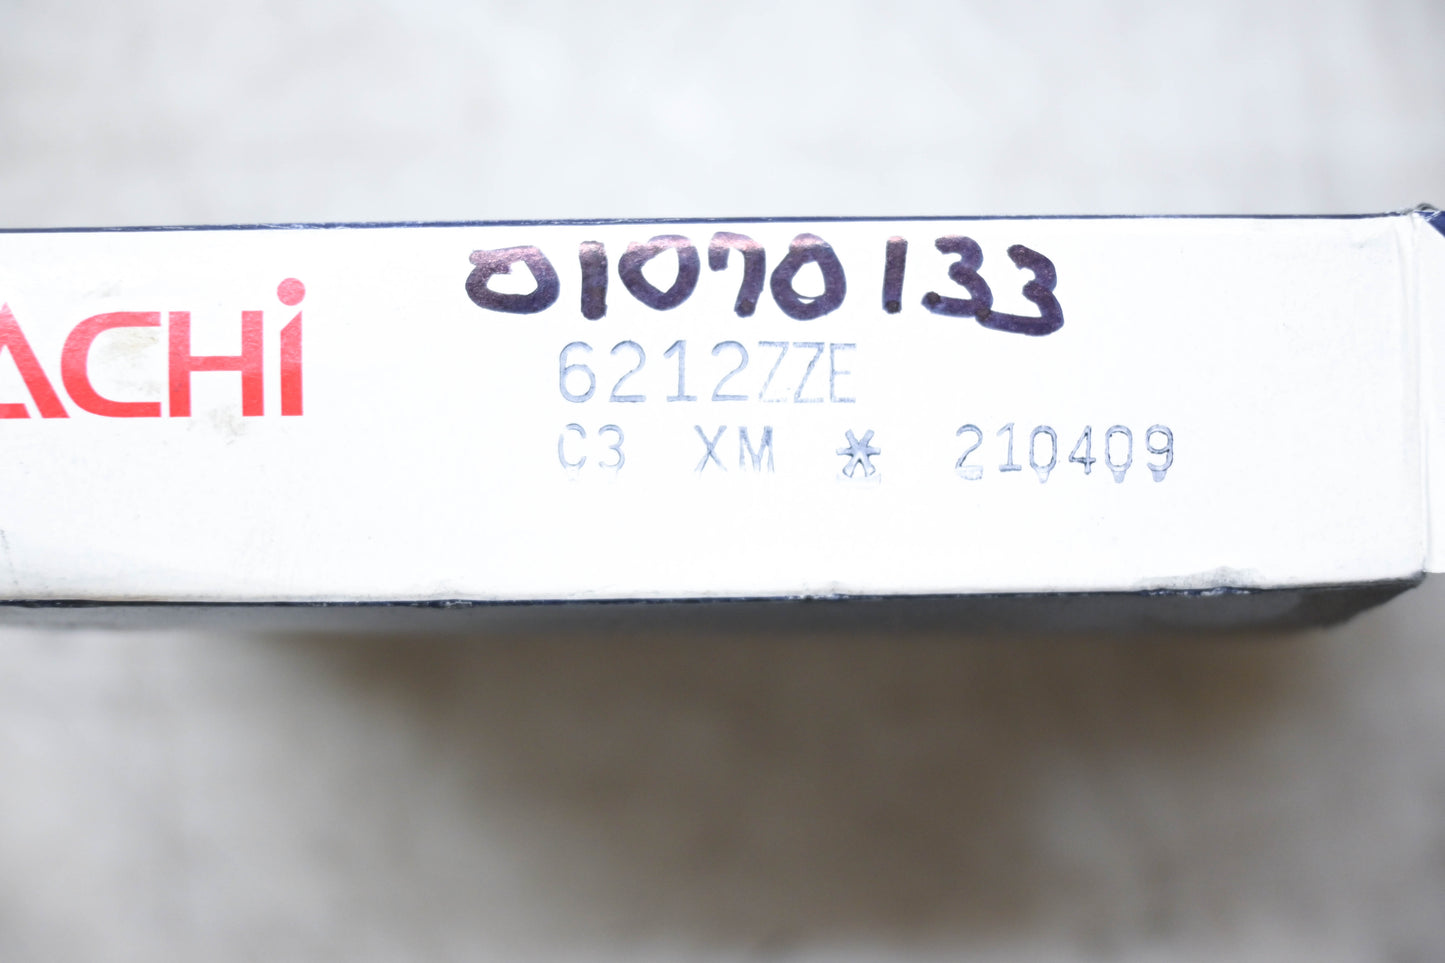 ACHi
01070133
6212ZZE
C3 XM * 210409